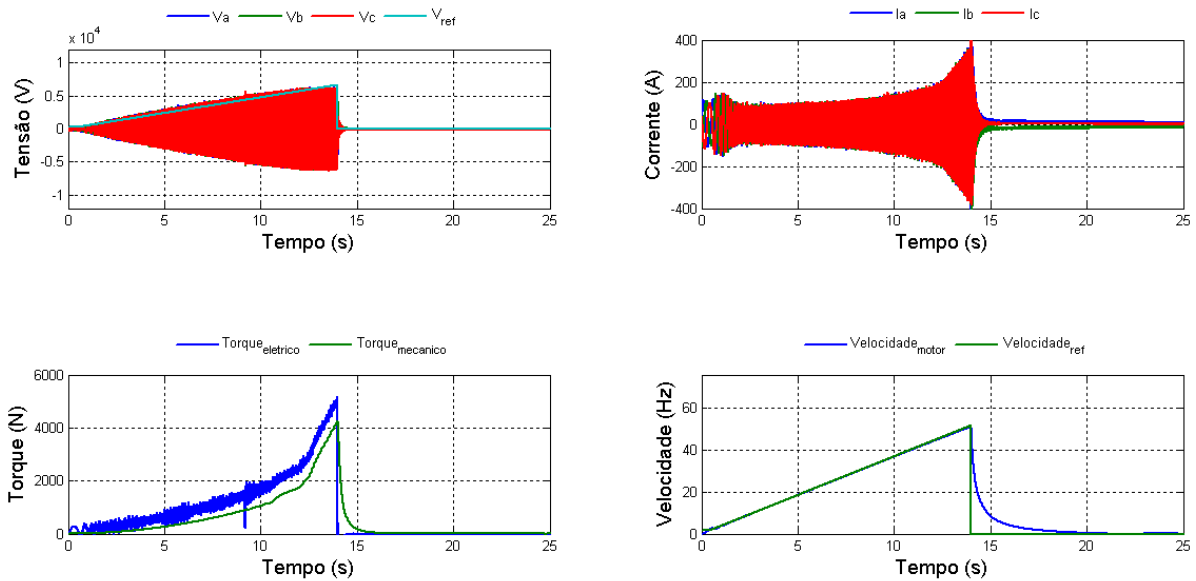 Va Vb Vc V_ref
x 10^4
1
0.5
0
-0.5
-1
Tensão (V)
0 5 10 15 20 25
Tempo (s)
Ia Ib Ic
400
200
0
-200
-400
Corrente (A)
0 5 10 15 20 25
Tempo (s)
Torque_eletrico Torque_mecanico
6000
4000
2000
0
Torque (N)
0 5 10 15 20 25
Tempo (s)
Velocidade_motor Velocidade_ref
60
40
20
0
Velocidade (Hz)
0 5 10 15 20 25
Tempo (s)